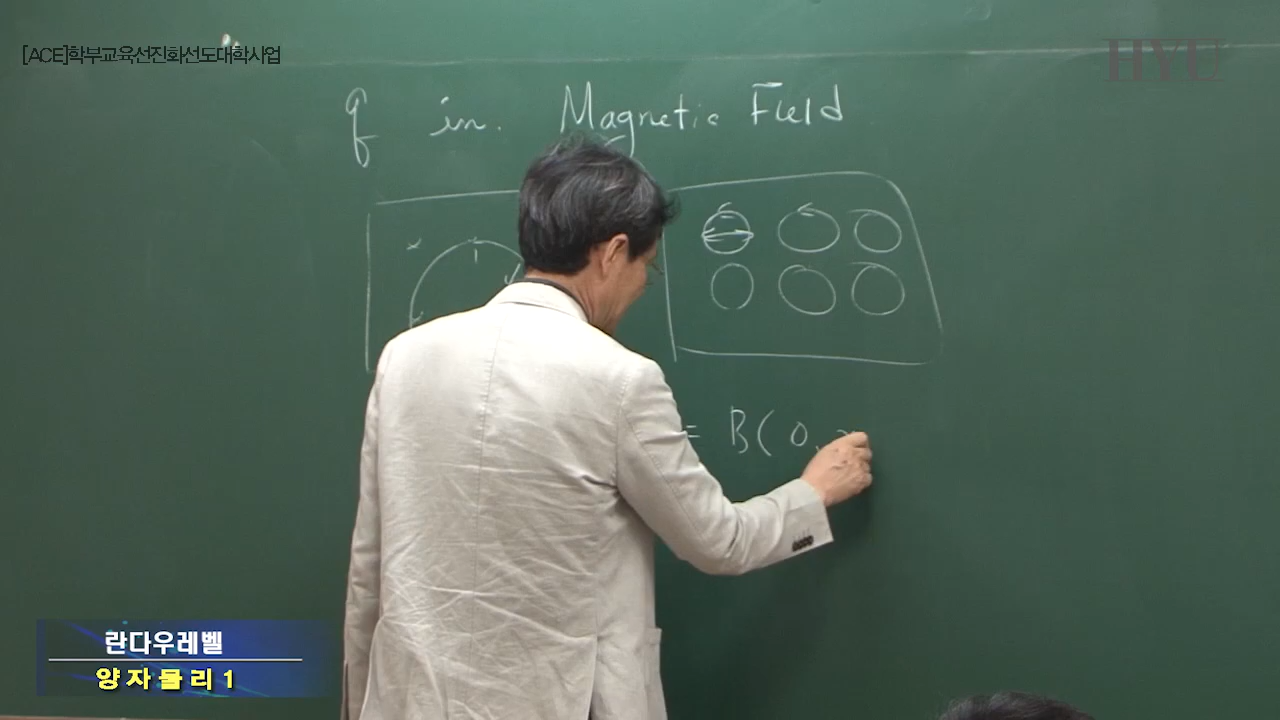 [ACE]학부교육선진화선도대학사업
HYU
q in. Magnetic Field
= B( 0,
란다우레벨
양자물리1